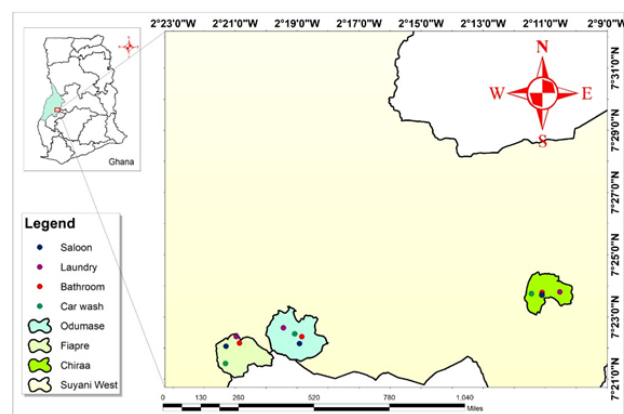 2°23'0"W 2°21'0"W 2°19'0"W 2°17'0"W 2°15'0"W 2°13'0"W 2°11'0"W 2°9'0"W
Ghana
N
W E
S
7°31'0"N
7°29'0"N
7°27'0"N
7°25'0"N
7°23'0"N
7°21'0"N
Legend
Saloon
Laundry
Bathroom
Car wash
Odumase
Fiapre
Chiraa
Suyani West
0 130 260 520 780 1,040
Miles